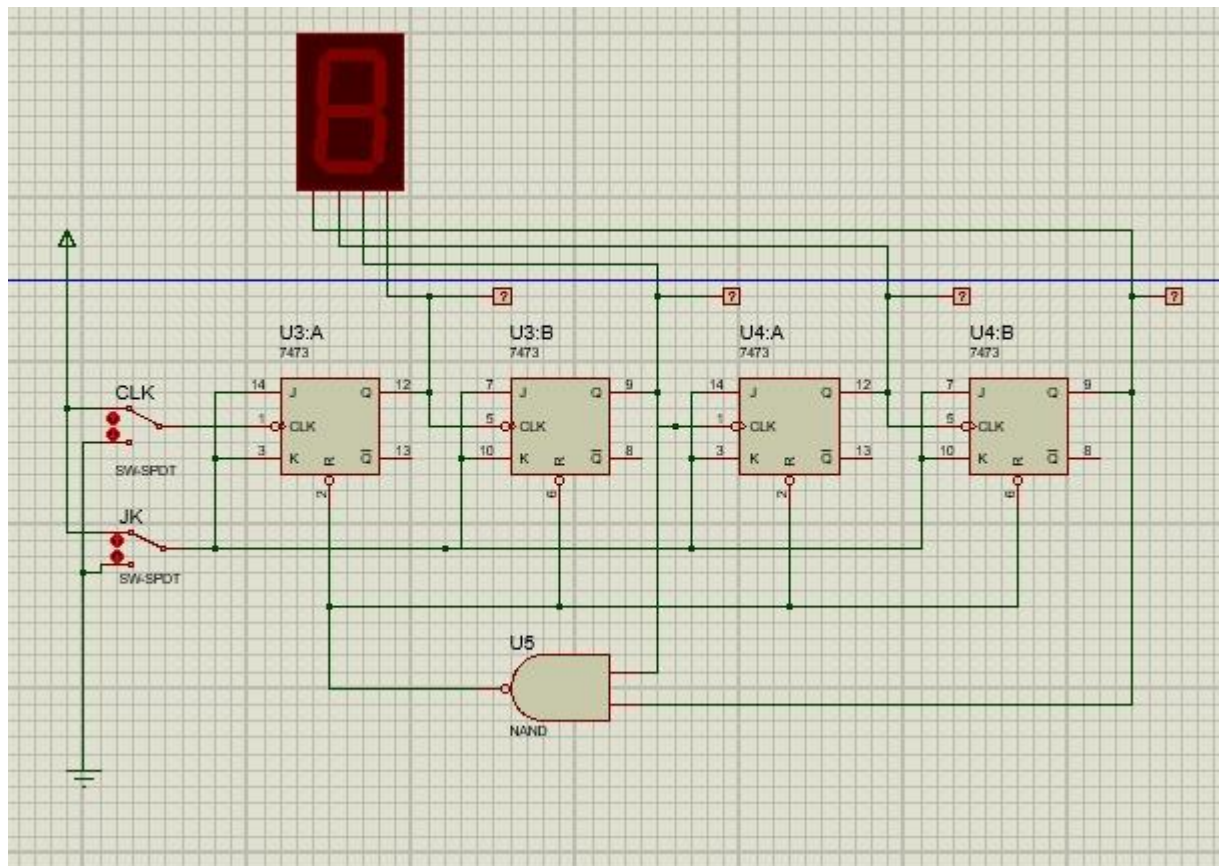 ?
?
?
?
U3:A
7473
U3:B
7473
U4:A
7473
U4:B
7473
CLK
SW-SPDT
JK
SW-SPDT
14
J
Q
12
1
CLK
3
K
R
Q
13
2
7
J
Q
9
5
CLK
10
K
R
Q
8
6
14
J
Q
12
1
CLK
3
K
R
Q
13
2
7
J
Q
9
5
CLK
10
K
R
Q
8
6
U5
NAND